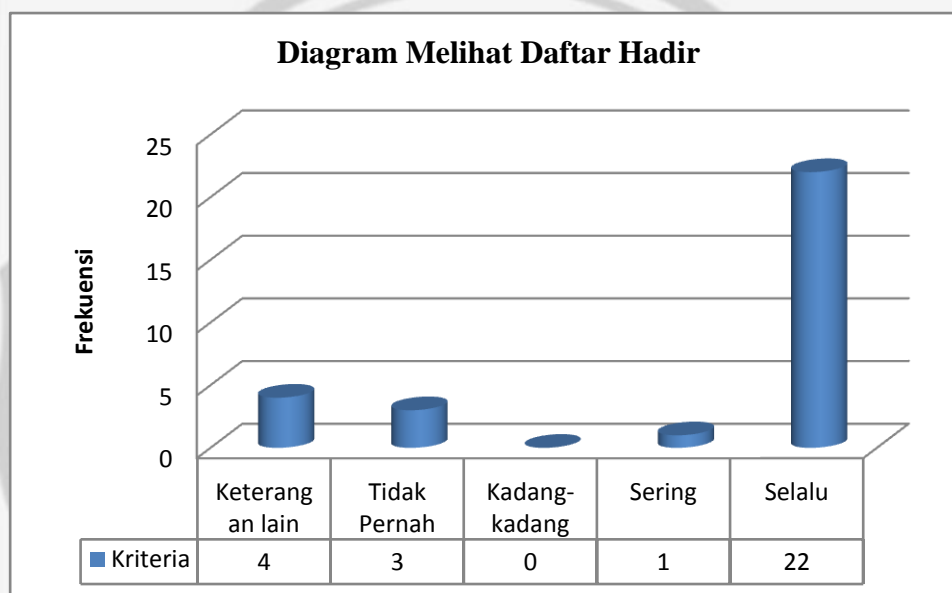 Diagram Melihat Daftar Hadir
25
20
15
10
5
0
Frekuensi
Keterang
an lain
Tidak
Pernah
Kadang-
kadang
Sering
Selalu
Kriteria 4 3 0 1 22